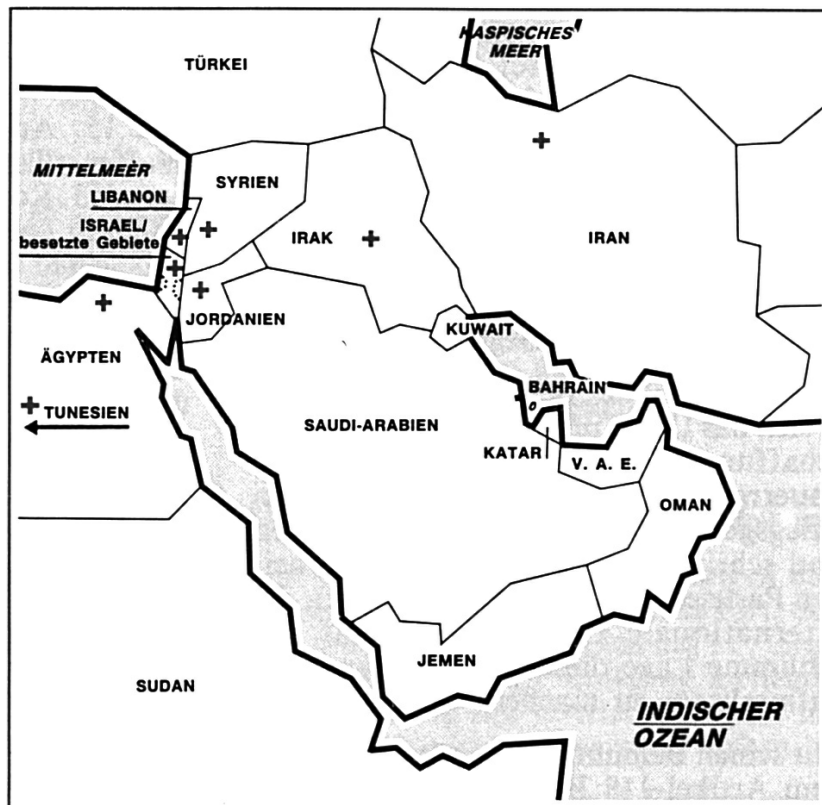 KASPISCHES
MEER
TÜRKEI
MITTELMEER
SYRIEN
LIBANON
ISRAEL/
besetzte Gebiete
IRAK
IRAN
JORDANIEN
KUWAIT
ÄGYPTEN
BAHRAIN
TUNESIEN
SAUDI-ARABIEN
KATAR
V. A. E.
OMAN
JEMEN
SUDAN
INDISCHER
OZEAN